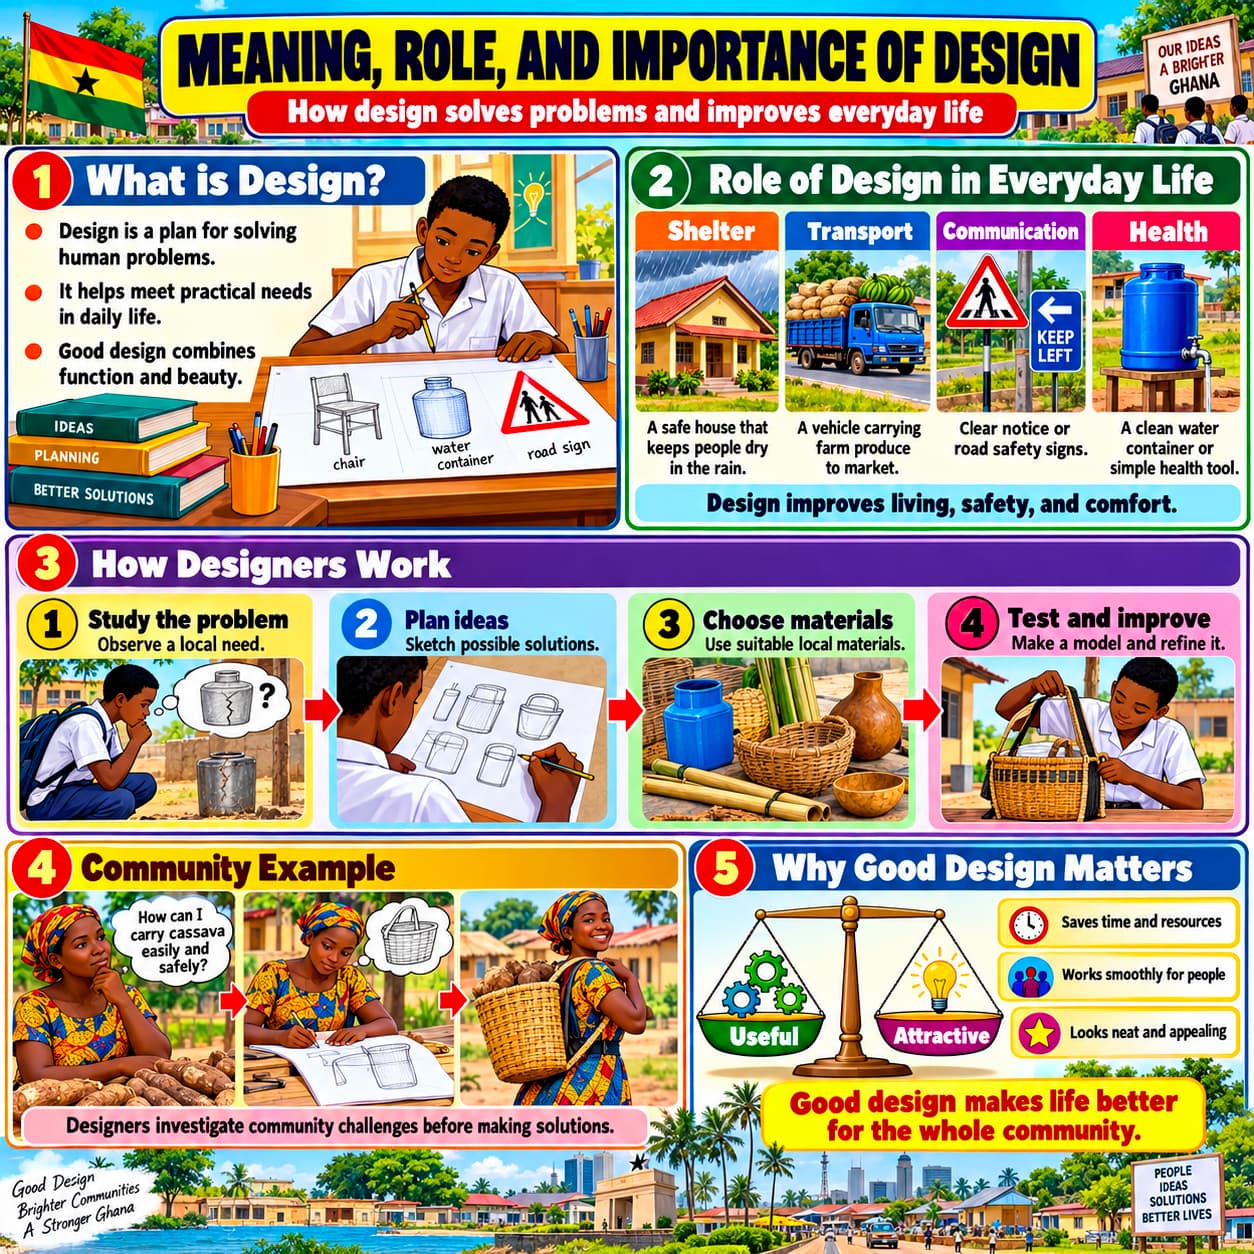 MEANING, ROLE, AND IMPORTANCE OF DESIGN
How design solves problems and improves everyday life
OUR IDEAS
A BRIGHTER
GHANA
1 What is Design?
Design is a plan for solving
human problems.
It helps meet practical needs
in daily life.
Good design combines
function and beauty.
IDEAS
PLANNING
BETTER SOLUTIONS
chair
water
container
road sign
2 Role of Design in Everyday Life
Shelter
A safe house that
keeps people dry
in the rain.
Transport
A vehicle carrying
farm produce
to market.
Communication
KEEP
LEFT
Clear notice or
road safety signs.
Health
A clean water
container or
simple health tool.
Design improves living, safety, and comfort.
3 How Designers Work
1 Study the problem
Observe a local need.
?
2 Plan ideas
Sketch possible solutions.
3 Choose materials
Use suitable local materials.
4 Test and improve
Make a model and refine it.
4 Community Example
How can I
carry cassava
easily and
safely?
Designers investigate community challenges before making solutions.
5 Why Good Design Matters
Useful
Attractive
Saves time and resources
Works smoothly for people
Looks neat and appealing
Good design makes life better
for the whole community.
Good Design
Brighter Communities
A Stronger Ghana
PEOPLE
IDEAS
SOLUTIONS
BETTER LIVES